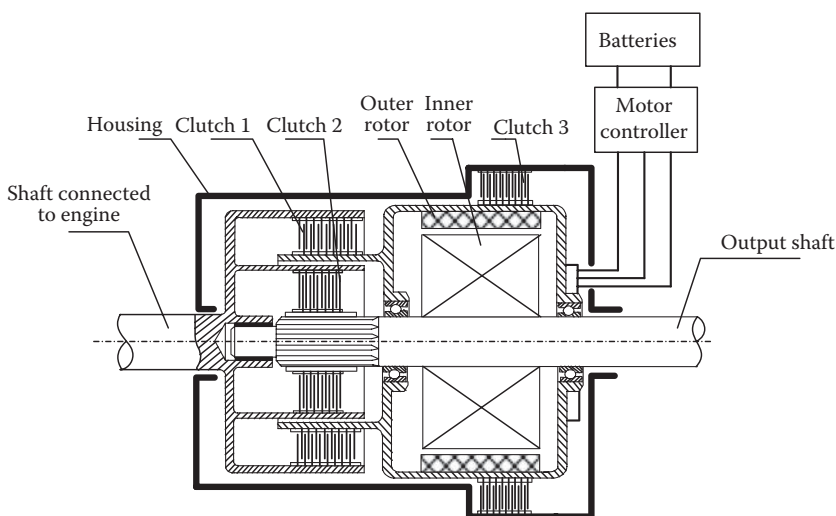 Batteries
Motor
controller
Outer
rotor
Inner
rotor
Housing
Clutch 1
Clutch 2
Clutch 3
Shaft connected
to engine
Output shaft